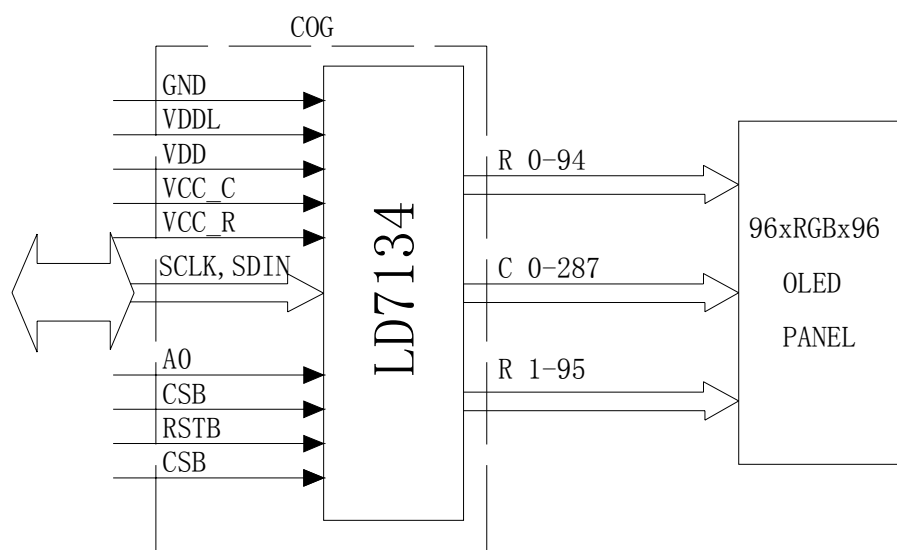 COG
GND
VDDL
VDD
VCC_C
VCC_R
SCLK, SDIN
A0
CSB
RSTB
CSB
LD7134
R 0-94
C 0-287
R 1-95
96xRGBx96
OLED
PANEL